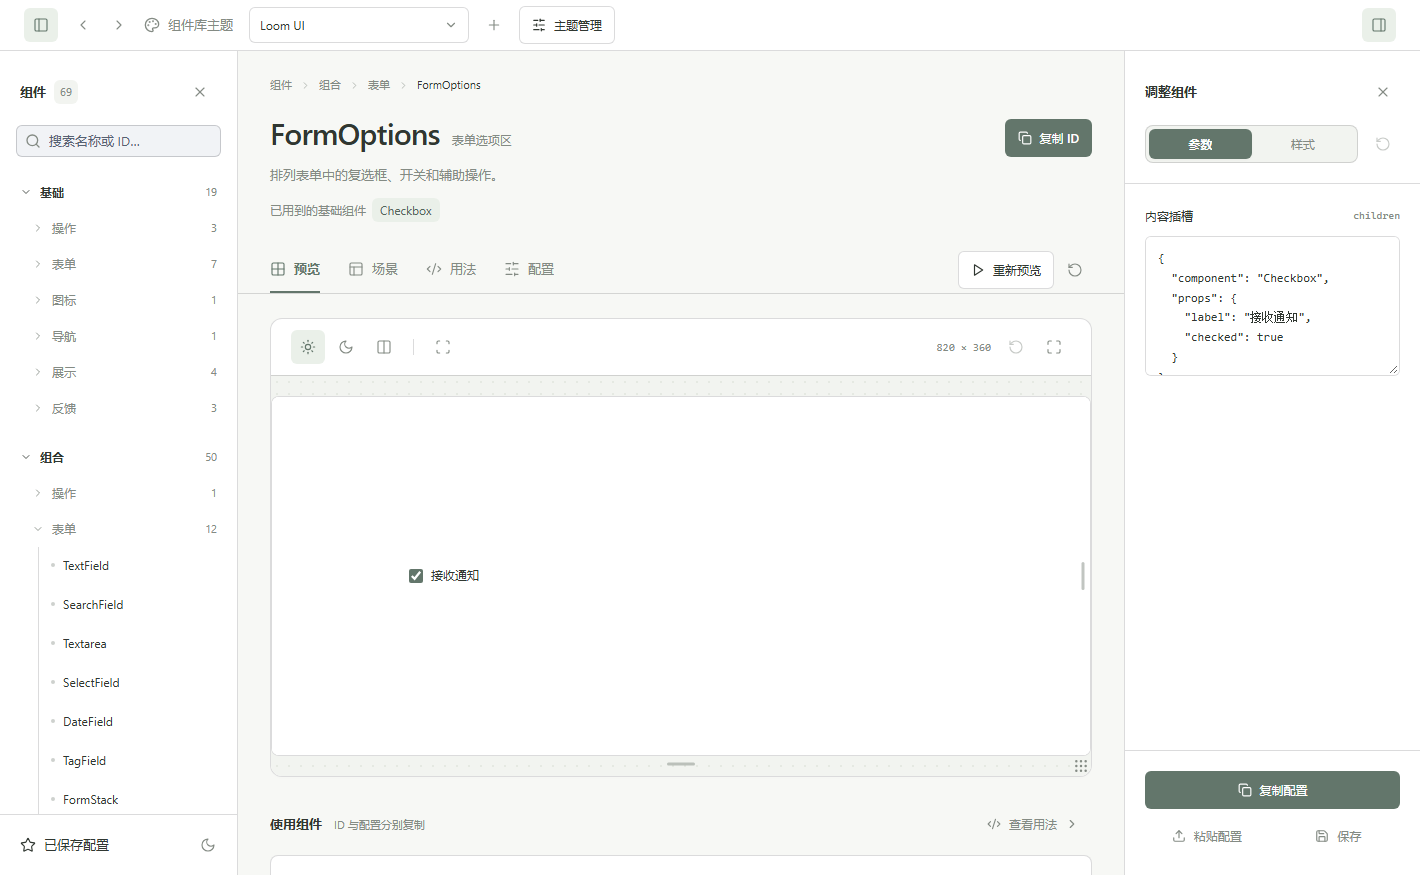 组件库主题
Loom UI
主题管理
组件 69
搜索名称或 ID...
基础 19
操作 3
表单 7
图标 1
导航 1
展示 4
反馈 3
组合 50
操作 1
表单 12
TextField
SearchField
Textarea
SelectField
DateField
TagField
FormStack
已保存配置
组件 > 组合 > 表单 > FormOptions
FormOptions 表单选项区
复制 ID
排列表单中的复选框、开关和辅助操作。
已用到的基础组件 Checkbox
预览 场景 用法 配置
重新预览
820 × 360
接收通知
使用组件 ID 与配置分别复制
查看用法
调整组件
参数 样式
内容插槽 children
{
"component": "Checkbox",
"props": {
"label": "接收通知",
"checked": true
}
复制配置
粘贴配置 保存